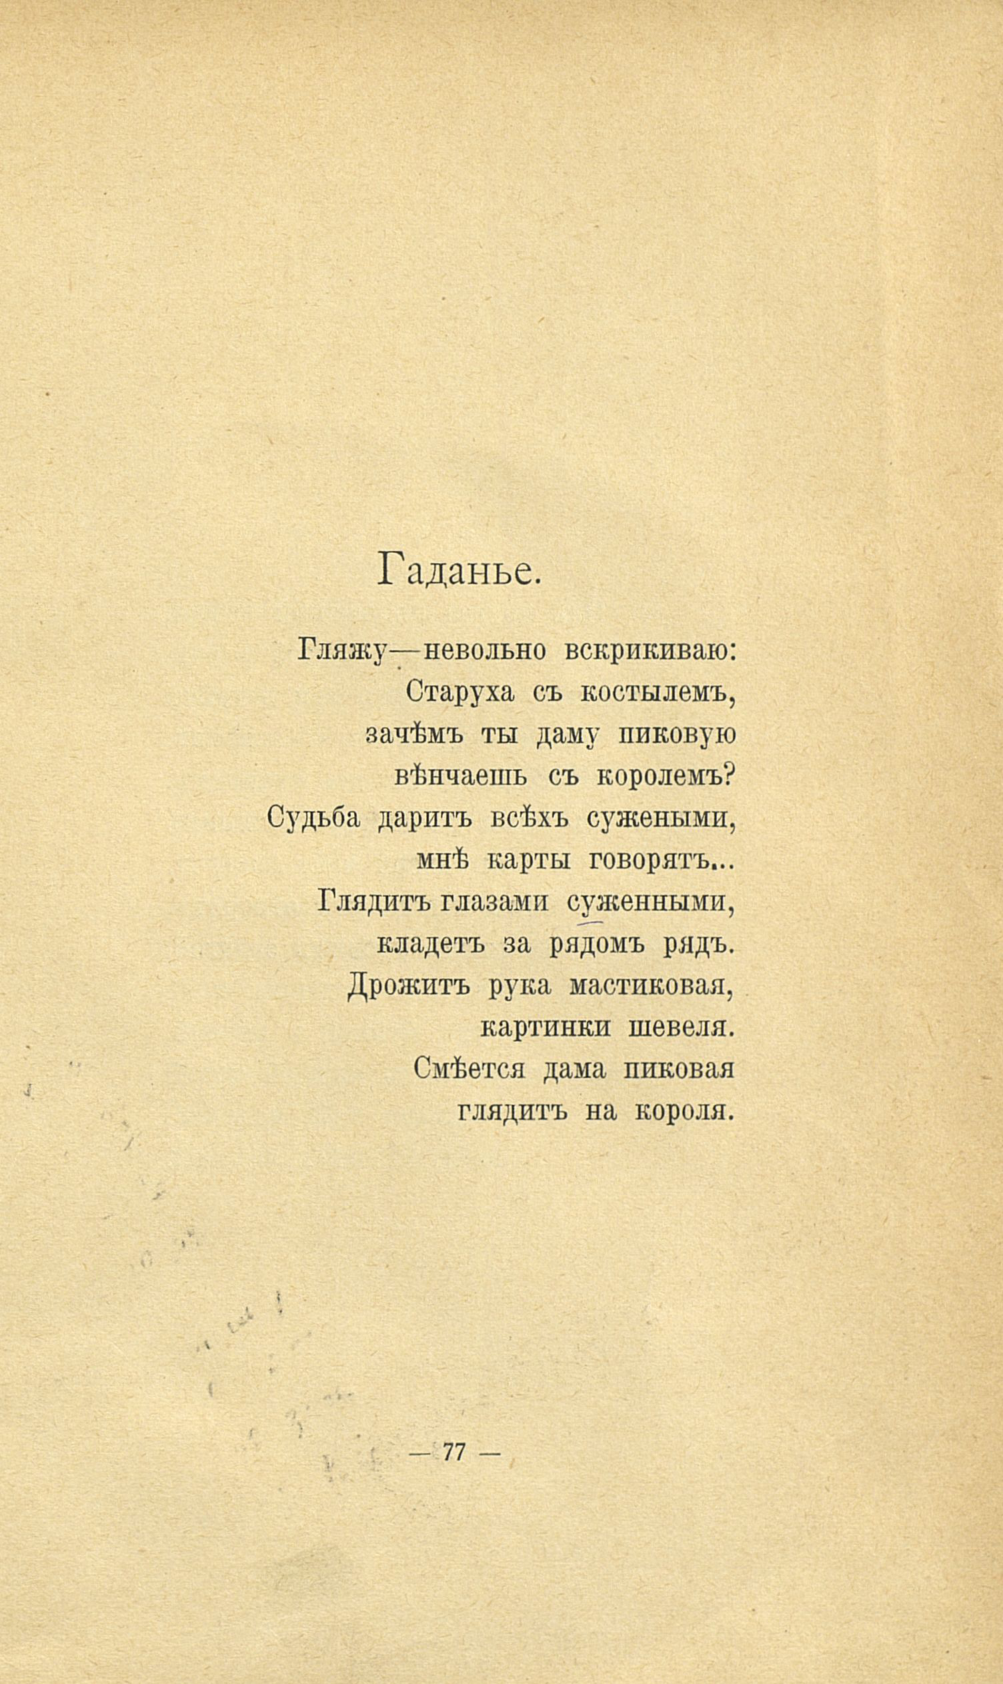 Гаданье.
Гляжу—невольно вскрикиваю:
Старуха съ костылемъ,
зачѣмъ ты даму пиковую
вѣнчаешь съ королемъ?
Судьба даритъ всѣхъ сужеными,
мнѣ карты говорятъ...
Глядитъ глазами суженными,
кладетъ за рядомъ рядъ.
Дрожитъ рука мастиковая,
картинки шевеля.
Смѣется дама пиковая
глядитъ на короля.
— 77 —